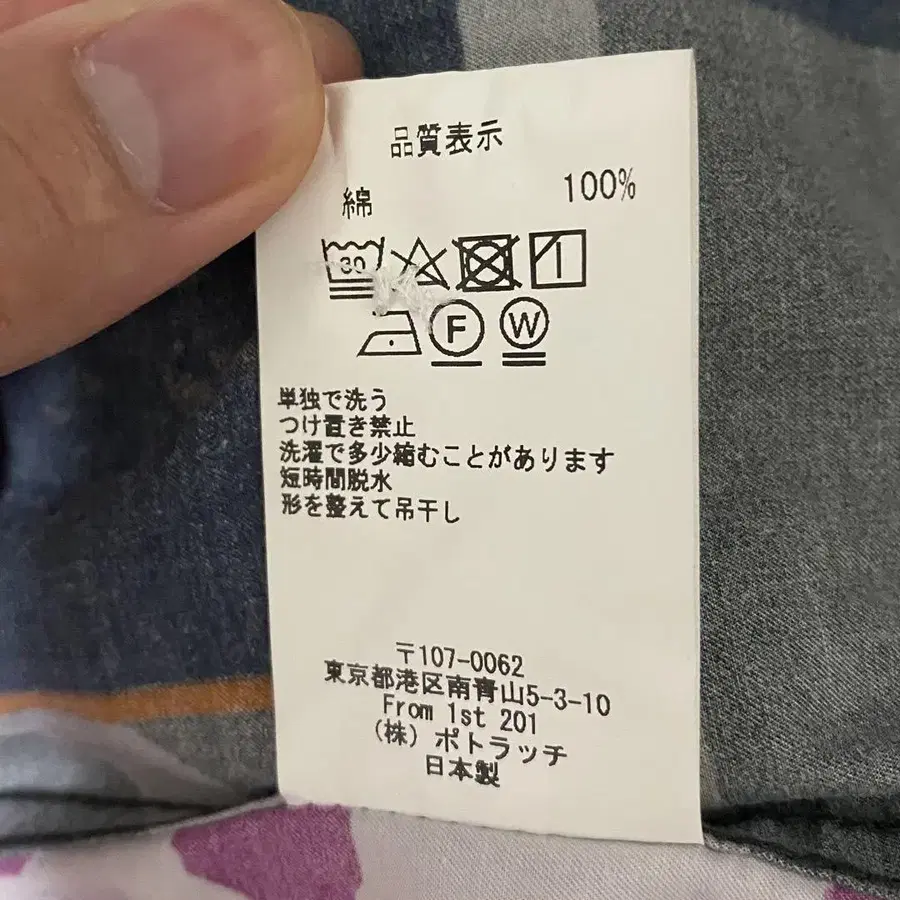 品質表示
綿 100%
30
F W
単独で洗う
つけ置き禁止
洗濯で多少縮むことがあります
短時間脱水
形を整えて吊干し
〒107-0062
東京都港区南青山5-3-10
From 1st 201
(株) ポトラッチ
日本製